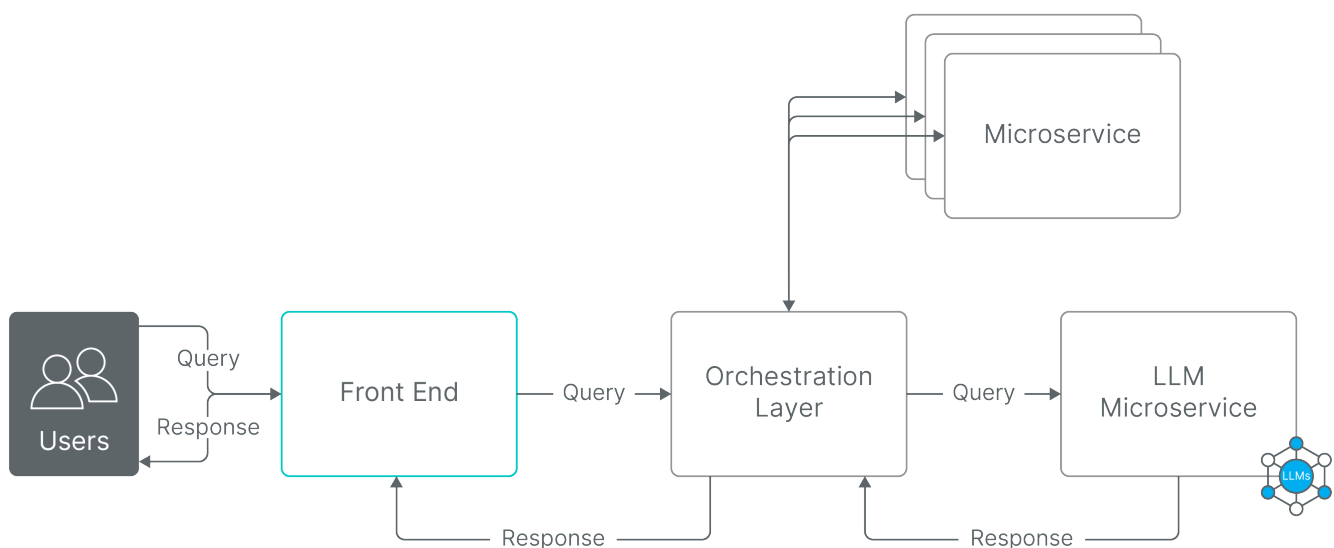 Microservice
Users
Query
Response
Front End
Query
Orchestration
Layer
Query
LLM
Microservice
LLMs
Response
Response